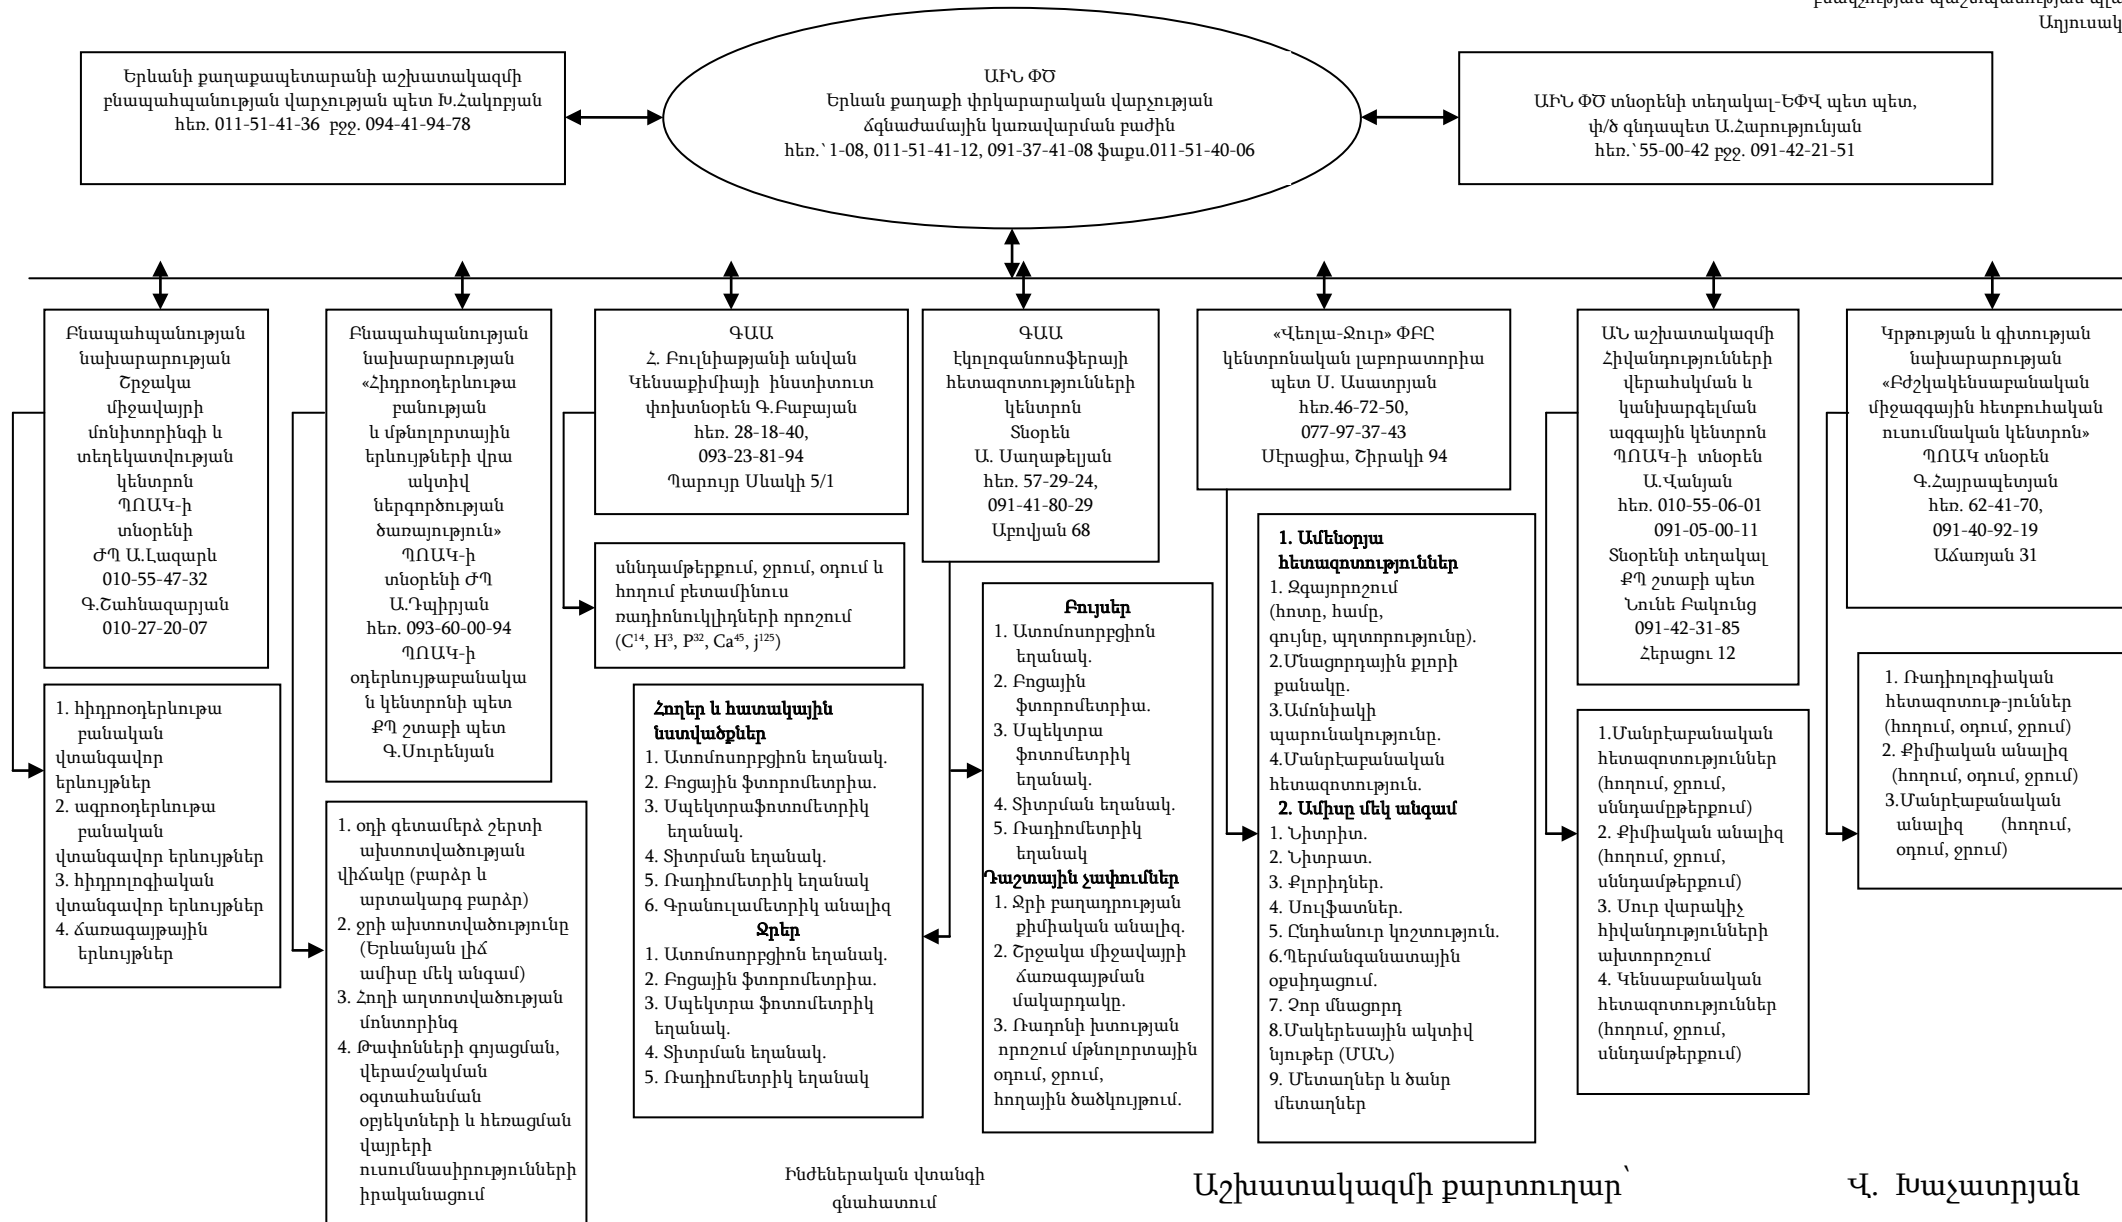 Աղյուսակ
Երևանի քաղաքապետարանի աշխատակազմի
բնապահպանության վարչության պետ Խ.Հակոբյան
հեռ. 011-51-41-36 բջջ. 094-41-94-78
ԱԻՆ ՓԾ
Երևան քաղաքի փրկարարական վարչության
ճգնաժամային կառավարման բաժին
հեռ.՝1-08, 011-51-41-12, 091-37-41-08 ֆաքս.011-51-40-06
ԱԻՆ ՓԾ տնօրենի տեղակալ-ԵՓՎ պետ պետ,
փ/ծ գնդապետ Ա.Հարությունյան
հեռ.՝55-00-42 բջջ. 091-42-21-51
Բնապահպանության
նախարարության
Շրջակա
միջավայրի
մոնիտորինգի և
տեղեկատվության
կենտրոն
ՊՈԱԿ-ի
տնօրենի
ԺՊ Ա.Լազարև
010-55-47-32
Գ.Շահնազարյան
010-27-20-07
1. հիդրոօդերևութա
բանական
վտանգավոր
երևույթներ
2. ագրոօդերևութա
բանական
վտանգավոր երևույթներ
3. հիդրոլոգիական
վտանգավոր երևույթներ
4. ճառագայթային
երևույթներ
Բնապահպանության
նախարարության
«Հիդրոօդերևութա
բանության
և մթնոլորտային
երևույթների վրա
ակտիվ
ներգործության
ծառայություն»
ՊՈԱԿ-ի
տնօրենի ԺՊ
Ա.Դպիրյան
հեռ. 093-60-00-94
ՊՈԱԿ-ի
օդերևույթաբանակա
ն կենտրոնի պետ
ՔՊ շտաբի պետ
Գ.Սուրենյան
1. օդի գետամերձ շերտի
ախտոտվածության
վիճակը (բարձր և
արտակարգ բարձր)
2. ջրի ախտոտվածությունը
(Երևանյան լիճ
ամիսը մեկ անգամ)
3. Հողի աղտոտվածության
մոնտորինգ
4. Թափոնների գոյացման,
վերամշակման
օգտահանման
օբյեկտների և հեռացման
վայրերի
ուսումնասիրությունների
իրականացում
ԳԱԱ
Հ. Բուլնիաթյանի անվան
Կենսաքիմիայի ինստիտուտ
փոխտնօրեն Գ.Բաբայան
հեռ. 28-18-40,
093-23-81-94
Պարույր Սևակի 5/1
սննդամթերքում, ջրում, օդում և
հողում բետամինուս
ռադիոնուկլիդների որոշում
(C¹⁴, H³, P³², Ca⁴⁵, j¹²⁵)
Հողեր և հատակային
նստվածքներ
1. Ատոմոսորբցիոն եղանակ.
2. Բոցային ֆտորոմետրիա.
3. Սպեկտրաֆոտոմետրիկ
եղանակ.
4. Տիտրման եղանակ.
5. Ռադիոմետրիկ եղանակ
6. Գրանուլամետրիկ անալիզ
Ջրեր
1. Ատոմոսորբցիոն եղանակ.
2. Բոցային ֆտորոմետրիա.
3. Սպեկտրա ֆոտոմետրիկ
եղանակ.
4. Տիտրման եղանակ.
5. Ռադիոմետրիկ եղանակ
ԳԱԱ
էկոլոգանոոսֆերայի
հետազոտությունների
կենտրոն
Տնօրեն
Ա. Սաղաթելյան
հեռ. 57-29-24,
091-41-80-29
Աբովյան 68
Բույսեր
1. Ատոմոսորբցիոն
եղանակ.
2. Բոցային
ֆտորոմետրիա.
3. Սպեկտրա
ֆոտոմետրիկ
եղանակ.
4. Տիտրման եղանակ.
5. Ռադիոմետրիկ
եղանակ
Դաշտային չափումներ
1. Ջրի բաղադրության
քիմիական անալիզ.
2. Շրջակա միջավայրի
ճառագայթման
մակարդակը.
3. Ռադոնի խտության
որոշում մթնոլորտային
օդում, ջրում,
հողային ծածկույթում.
«Վեոլա-Ջուր» ՓԲԸ
կենտրոնական լաբորատորիա
պետ Ս. Ասատրյան
հեռ.46-72-50,
077-97-37-43
ՍԷրացիա, Շիրակի 94
1. Ամենօրյա
հետազոտություններ
1. Զգայորոշում
(հոտը, համը,
գույնը, պղտորությունը).
2.Մնացորդային քլորի
քանակը.
3.Ամոնիակի
պարունակությունը.
4.Մանրէաբանական
հետազոտություն.
2. Ամիսը մեկ անգամ
1. Նիտրիտ.
2. Նիտրատ.
3. Քլորիդներ.
4. Սուլֆատներ.
5. Ընդհանուր կոշտություն.
6.Պերմանգանատային
օքսիդացում.
7. Չոր մնացորդ
8.Մակերեսային ակտիվ
նյութեր (ՄԱՆ)
9. Մետաղներ և ծանր
մետաղներ
ԱՆ աշխատակազմի
Հիվանդությունների
վերահսկման և
կանխարգելման
ազգային կենտրոն
ՊՈԱԿ-ի տնօրեն
Ա.Վանյան
հեռ. 010-55-06-01
091-05-00-11
Տնօրենի տեղակալ
ՔՊ շտաբի պետ
Նունե Բակունց
091-42-31-85
Հերացու 12
1.Մանրէաբանական
հետազոտություններ
(հողում, ջրում,
սննդամըթերքում)
2. Քիմիական անալիզ
(հողում, ջրում,
սննդամթերքում)
3. Սուր վարակիչ
հիվանդությունների
ախտորոշում
4. Կենսաբանական
հետազոտություններ
(հողում, ջրում,
սննդամթերքում)
Կրթության և գիտության
նախարարության
«Բժշկակենսաբանական
միջազգային հետբուհական
ուսումնական կենտրոն»
ՊՈԱԿ տնօրեն
Գ.Հայրապետյան
հեռ. 62-41-70,
091-40-92-19
Աճառյան 31
1. Ռադիոլոգիական
հետազոտութ-յուններ
(հողում, օդում, ջրում)
2. Քիմիական անալիզ
(հողում, օդում, ջրում)
3.Մանրէաբանական
անալիզ (հողում,
օդում, ջրում)
Ինժեներական վտանգի
գնահատում
Աշխատակազմի քարտուղար՝ Վ. Խաչատրյան